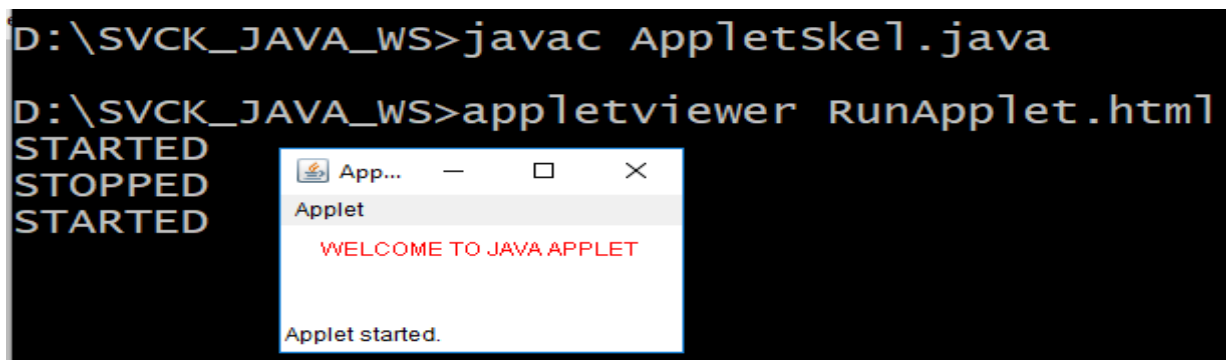 D:\SVCK_JAVA_WS>javac AppletSkel.java
D:\SVCK_JAVA_WS>appletviewer RunApplet.html
STARTED
STOPPED
STARTED
App...
Applet
WELCOME TO JAVA APPLET
Applet started.